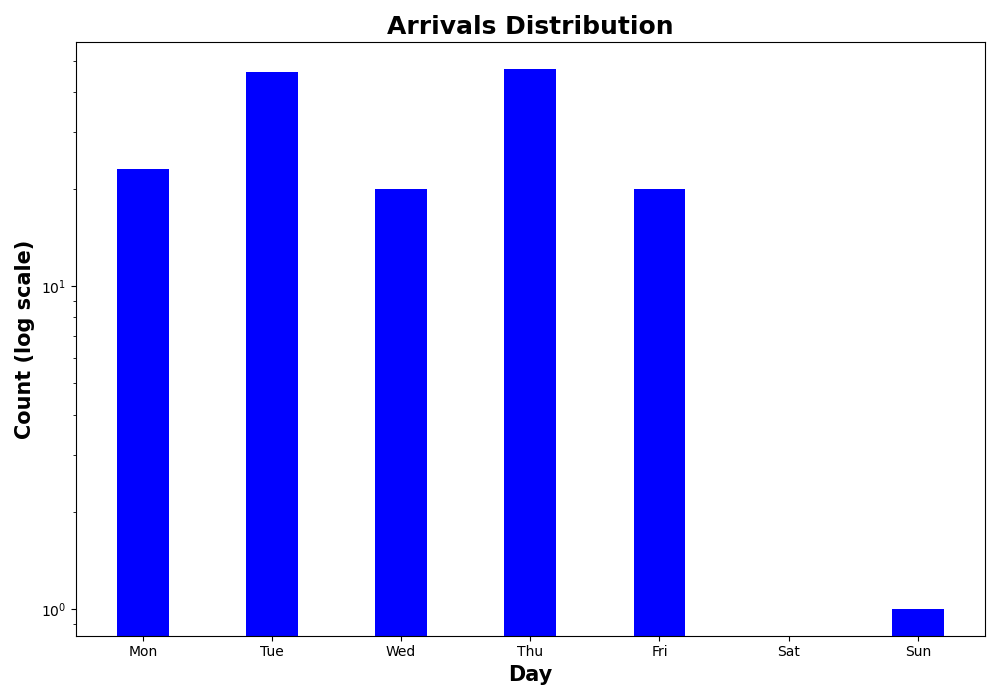 Arrivals Distribution
Count (log scale)
10¹
10⁰
Mon Tue Wed Thu Fri Sat Sun
Day